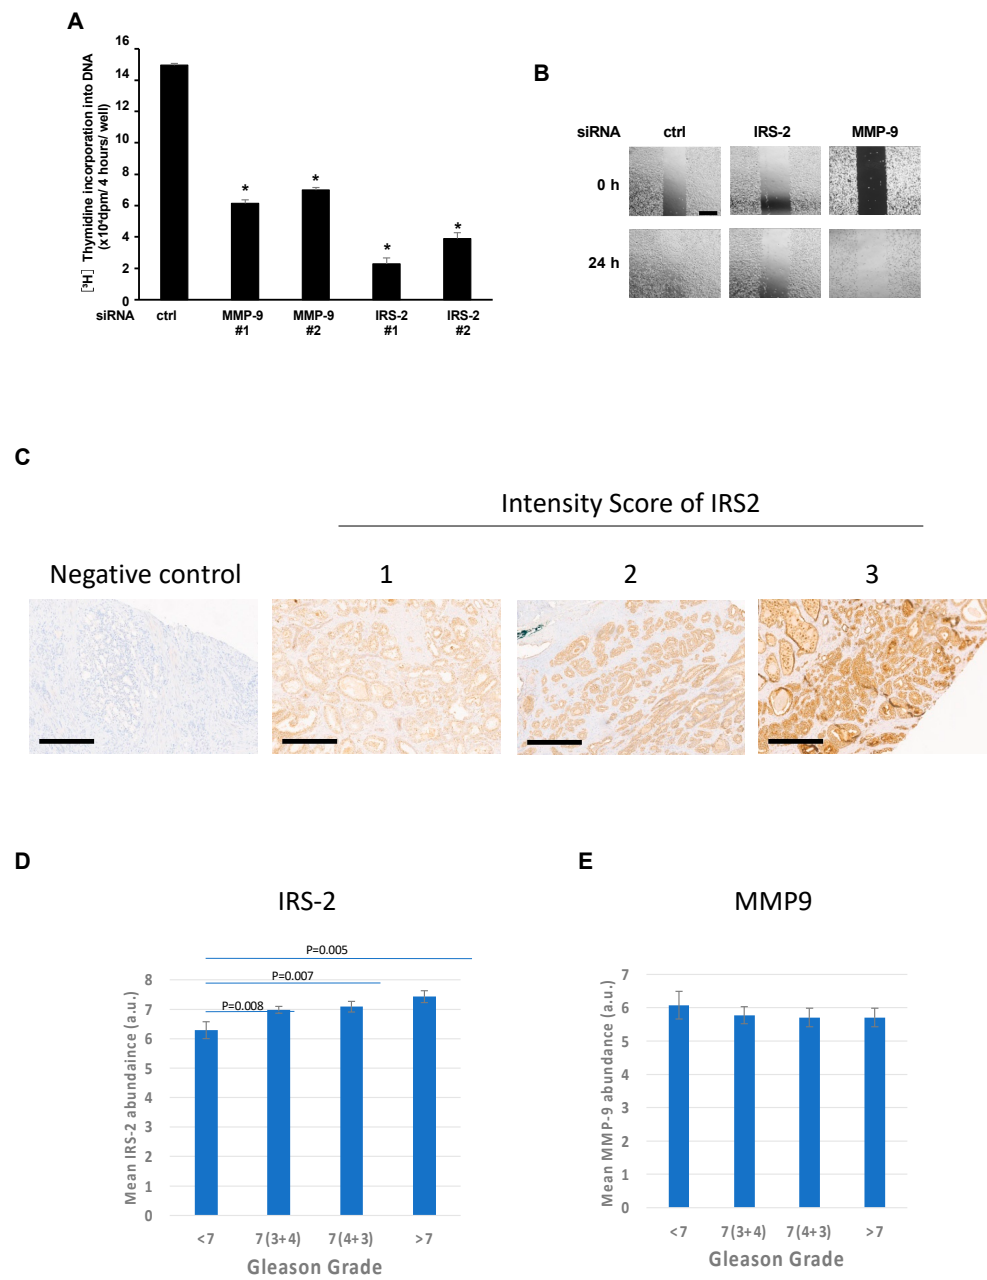 A
[³H] Thymidine incorporation into DNA
(x10⁴dpm/ 4 hours/ well)
16
14
12
10
8
6
4
2
0
*
*
*
*
siRNA
ctrl
MMP-9
#1
MMP-9
#2
IRS-2
#1
IRS-2
#2
B
siRNA
ctrl
IRS-2
MMP-9
0 h
24 h
C
Intensity Score of IRS2
Negative control
1
2
3
D
IRS-2
P=0.005
P=0.007
P=0.008
Mean IRS-2 abundaince (a.u.)
8
7
6
5
4
3
2
1
0
<7
7(3+4)
7(4+3)
>7
Gleason Grade
E
MMP9
Mean MMP-9 abundance (a.u.)
7
6
5
4
3
2
1
0
<7
7(3+4)
7(4+3)
>7
Gleason Grade